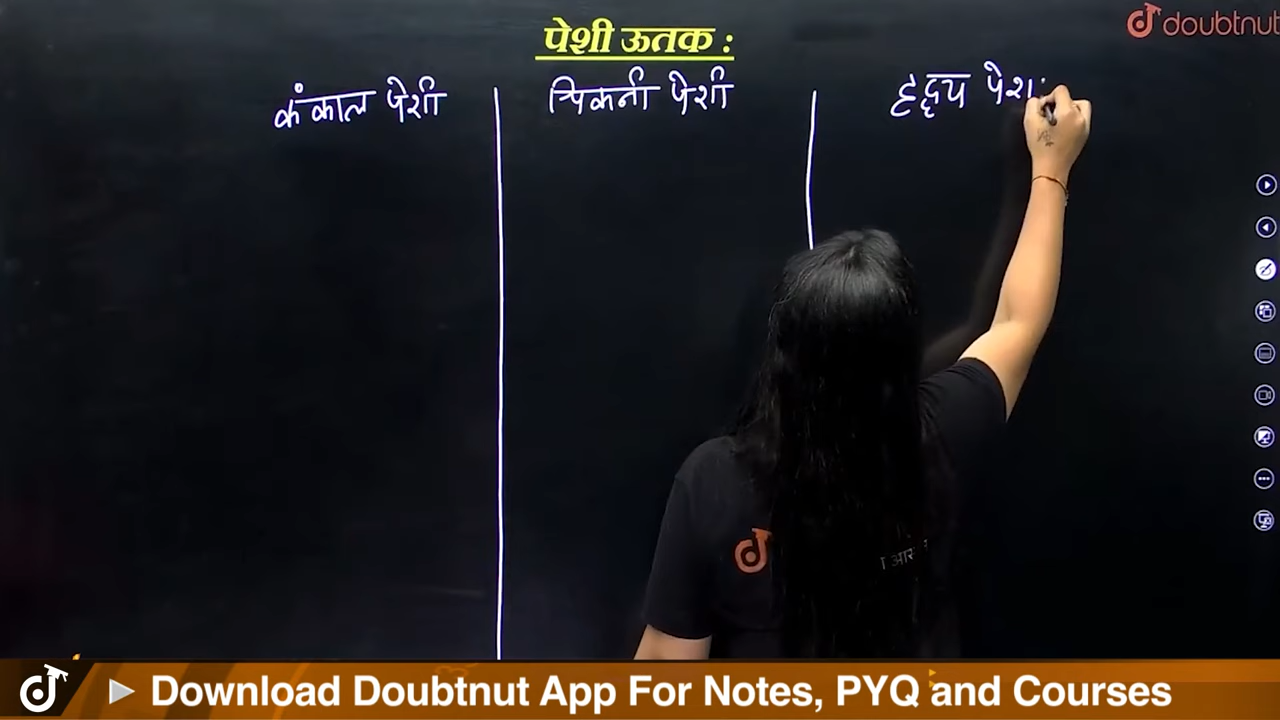 पेशी ऊतक :
doubtnut
कंकाल पेशी
चिकनी पेशी
हृदय पेश
Download Doubtnut App For Notes, PYQ and Courses